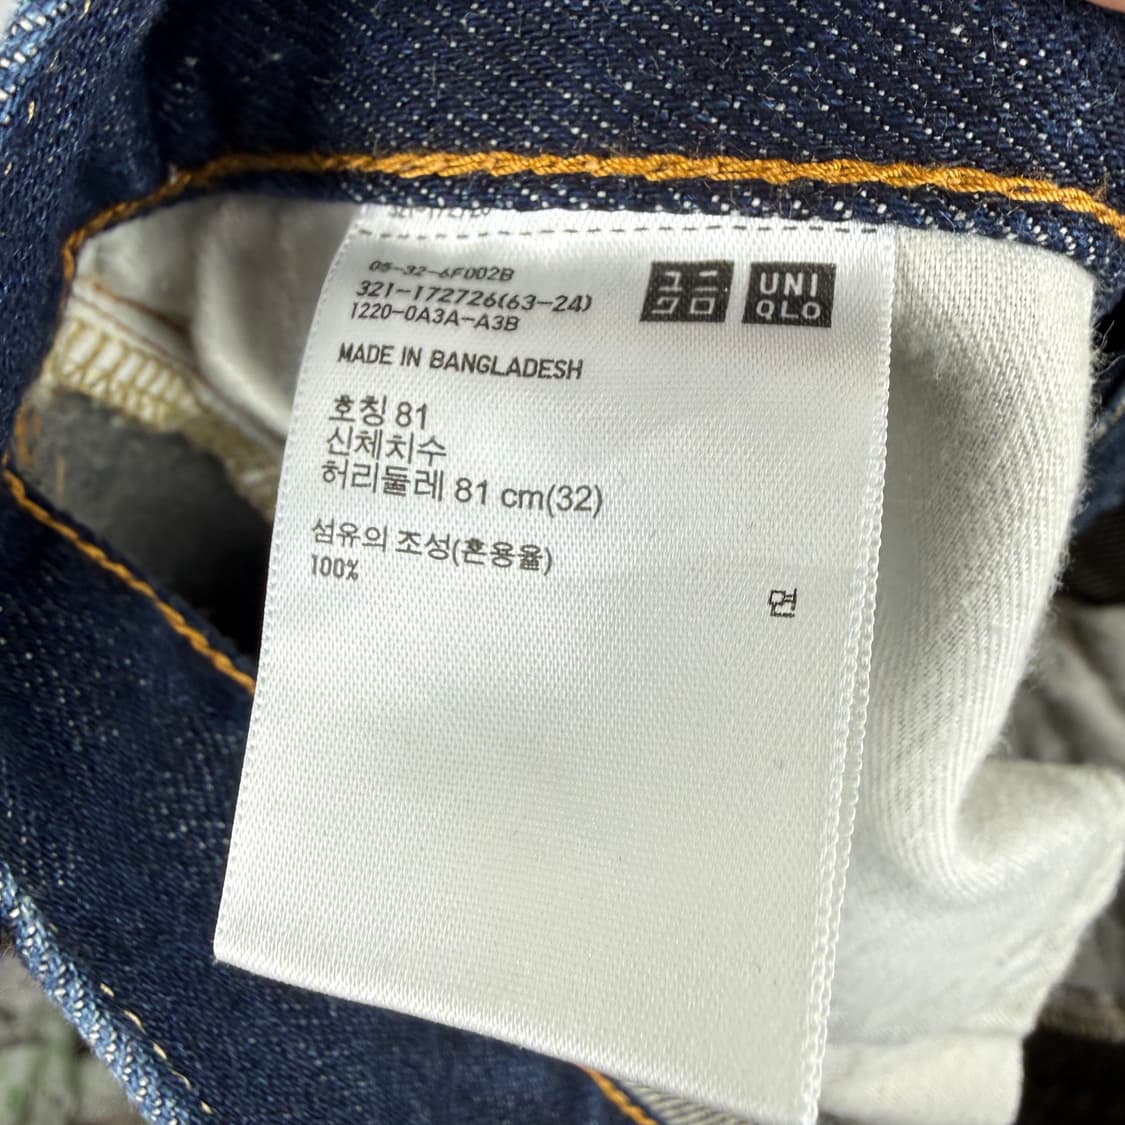 05-32-6F002B
321-172726(63-24)
1220-0A3A-A3B
ユニ
クロ
UNI
QLO
MADE IN BANGLADESH
호칭 81
신체치수
허리둘레 81 cm(32)
섬유의 조성(혼용율)
100%
면